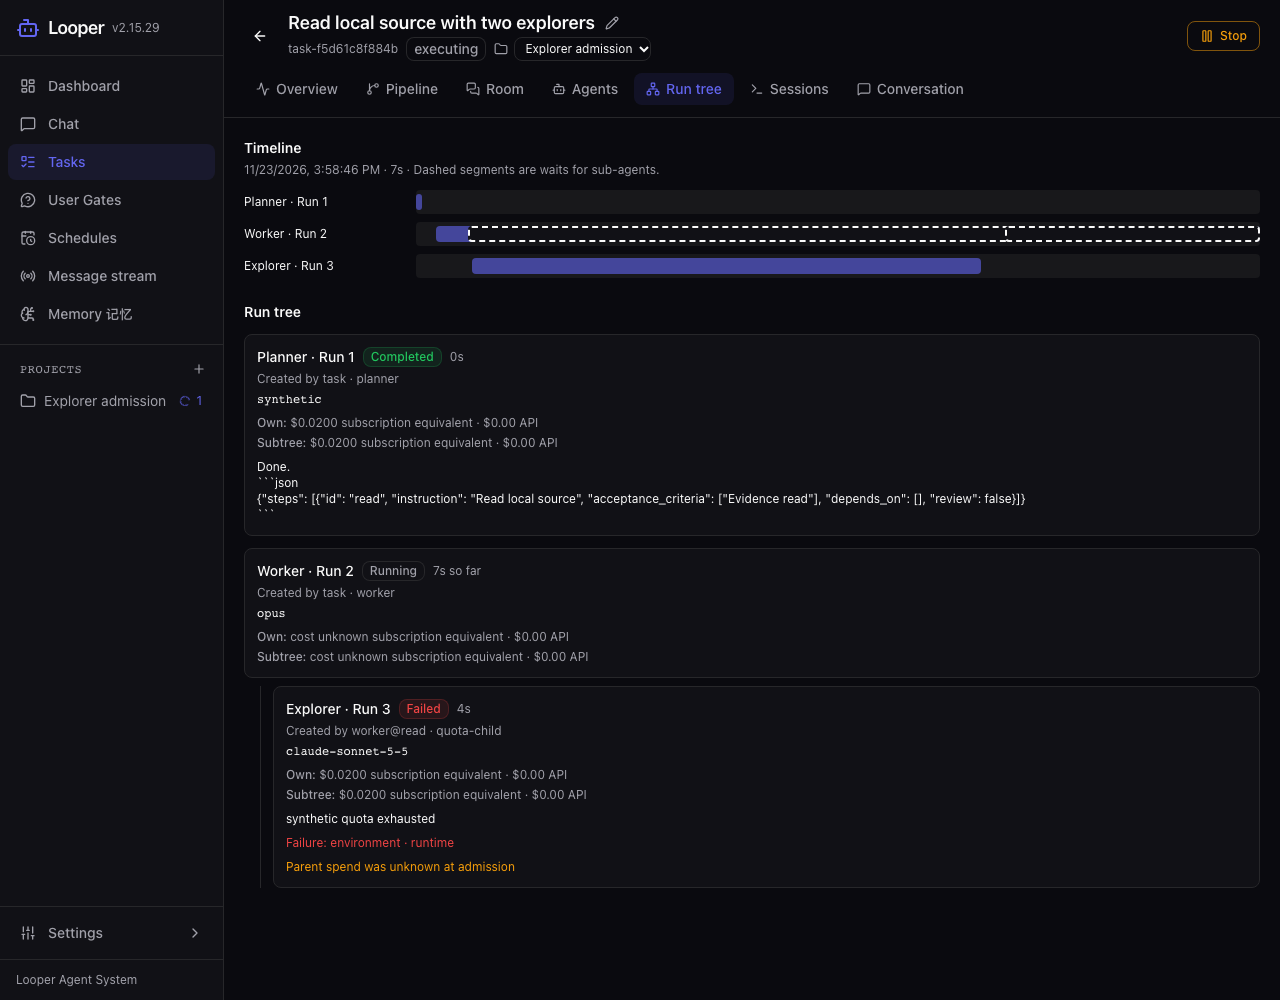 Looper v2.15.29
Dashboard
Chat
Tasks
User Gates
Schedules
Message stream
Memory 记忆
PROJECTS
Explorer admission 1
Settings
Looper Agent System
Read local source with two explorers
task-f5d61c8f884b executing Explorer admission
Stop
Overview Pipeline Room Agents Run tree Sessions Conversation
Timeline
11/23/2026, 3:58:46 PM · 7s · Dashed segments are waits for sub-agents.
Planner · Run 1
Worker · Run 2
Explorer · Run 3
Run tree
Planner · Run 1 Completed 0s
Created by task · planner
synthetic
Own: $0.0200 subscription equivalent · $0.00 API
Subtree: $0.0200 subscription equivalent · $0.00 API
Done.
```json
{"steps": [{"id": "read", "instruction": "Read local source", "acceptance_criteria": ["Evidence read"], "depends_on": [], "review": false}]}
```
Worker · Run 2 Running 7s so far
Created by task · worker
opus
Own: cost unknown subscription equivalent · $0.00 API
Subtree: cost unknown subscription equivalent · $0.00 API
Explorer · Run 3 Failed 4s
Created by worker@read · quota-child
claude-sonnet-5-5
Own: $0.0200 subscription equivalent · $0.00 API
Subtree: $0.0200 subscription equivalent · $0.00 API
synthetic quota exhausted
Failure: environment · runtime
Parent spend was unknown at admission